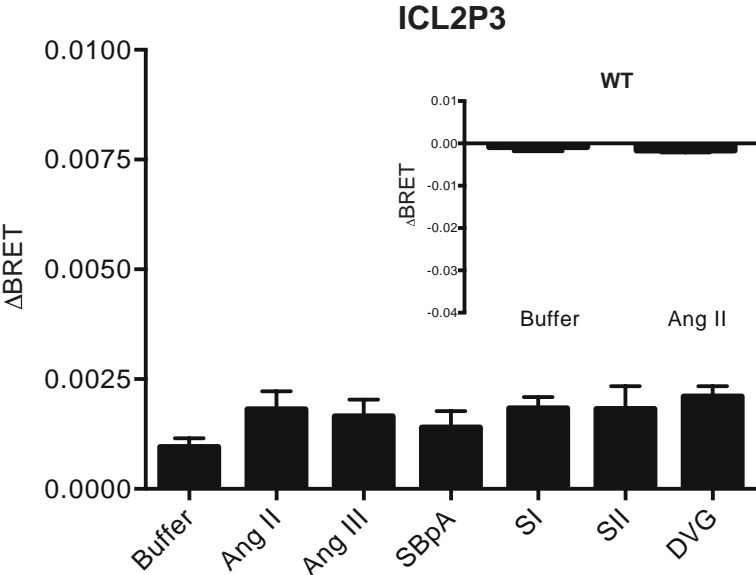 ICL2P3
0.0100
0.0075
0.0050
0.0025
0.0000
ΔBRET
Buffer
Ang II
Ang III
SBpA
SI
SII
DVG
WT
0.01
0.00
-0.01
-0.02
-0.03
-0.04
ΔBRET
Buffer
Ang II